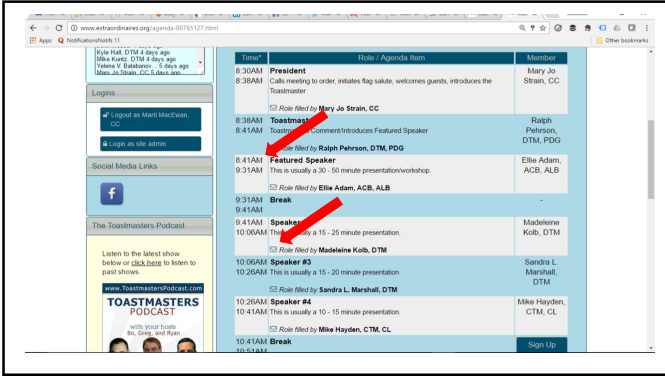 www.extraordinaires.org/agenda-00765127.html
Apps
NotificationsNotifs 11
Other bookmarks
Kyle Hall, DTM 4 days ago
Mike Kuntz, DTM 4 days ago
Yelena V. Balabanov... 5 days ago
Mary Jo Strain, CC 5 days ago
Logins
Logout as Marti MacEwan, CC
Login as site admin
Social Media Links
f
The Toastmasters Podcast
Listen to the latest show
below or click here to listen to
past shows.
www.ToastmastersPodcast.com
TOASTMASTERS
PODCAST
with your hosts
Bo, Greg, and Ryan
Time* Role / Agenda Item Member
8:30AM President Mary Jo
8:38AM Calls meeting to order, initiates flag salute, welcomes guests, introduces the Strain, CC
Toastmaster
Role filled by Mary Jo Strain, CC
8:38AM Toastmast Ralph
8:41AM Toastmaster Comment/Introduces Featured Speaker Pehrson,
Role filled by Ralph Pehrson, DTM, PDG DTM, PDG
8:41AM Featured Speaker Ellie Adam,
9:31AM This is usually a 30 - 50 minute presentation/workshop. ACB, ALB
Role filled by Ellie Adam, ACB, ALB
9:31AM Break -
9:41AM
9:41AM Speaker Madeleine
10:06AM This is usually a 15 - 25 minute presentation. Kolb, DTM
Role filled by Madeleine Kolb, DTM
10:06AM Speaker #3 Sandra L.
10:26AM This is usually a 15 - 20 minute presentation. Marshall,
DTM
Role filled by Sandra L. Marshall, DTM
10:26AM Speaker #4 Mike Hayden,
10:41AM This is usually a 10 - 15 minute presentation. CTM, CL
Role filled by Mike Hayden, CTM, CL
10:41AM Break Sign Up
10:51AM